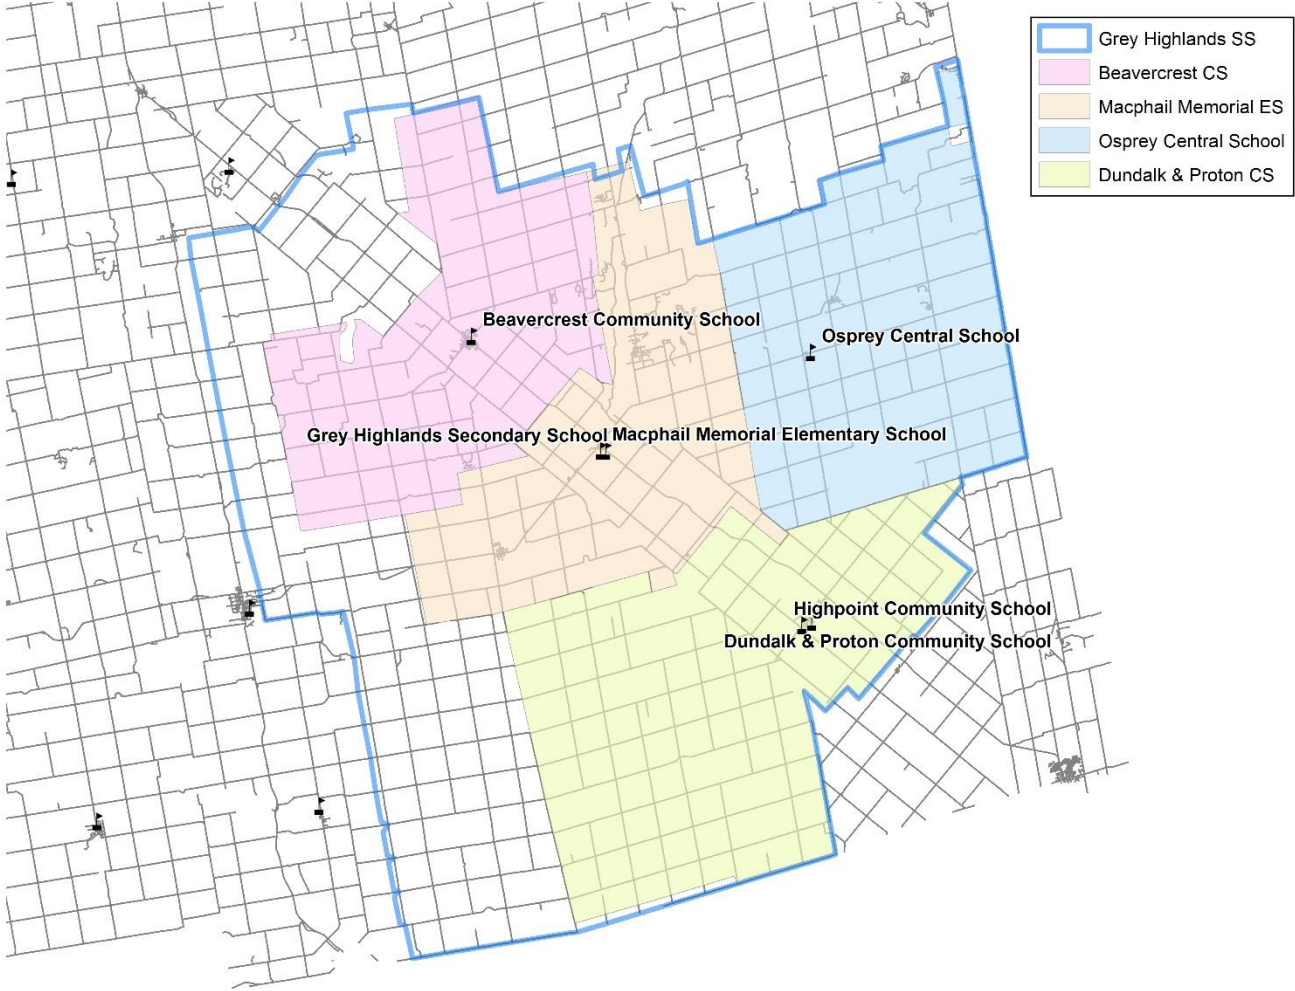 Grey Highlands SS
Beavercrest CS
Macphail Memorial ES
Osprey Central School
Dundalk & Proton CS
Beavercrest Community School
Osprey Central School
Grey Highlands Secondary School
Macphail Memorial Elementary School
Highpoint Community School
Dundalk & Proton Community School